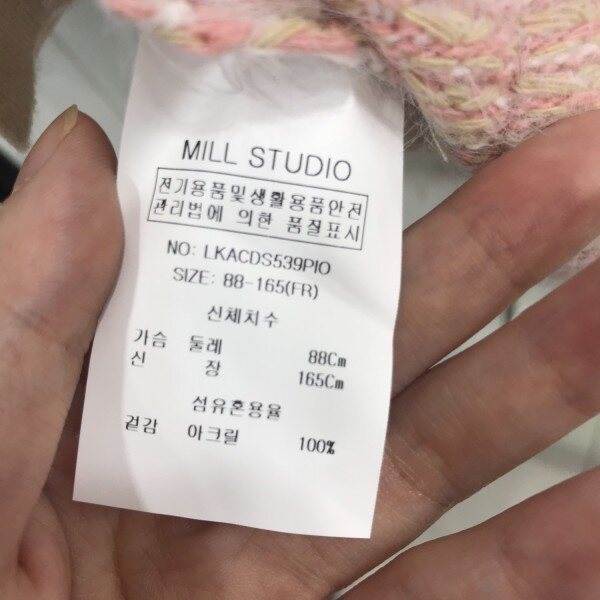 MILL STUDIO
전기용품및생활용품안전
관리법에 의한 품질표시
NO: LKACDS539PIO
SIZE: 88-165(FR)
신체치수
가슴 둘레 88Cm
신 장 165Cm
섬유혼용율
겉감 아크릴 100%